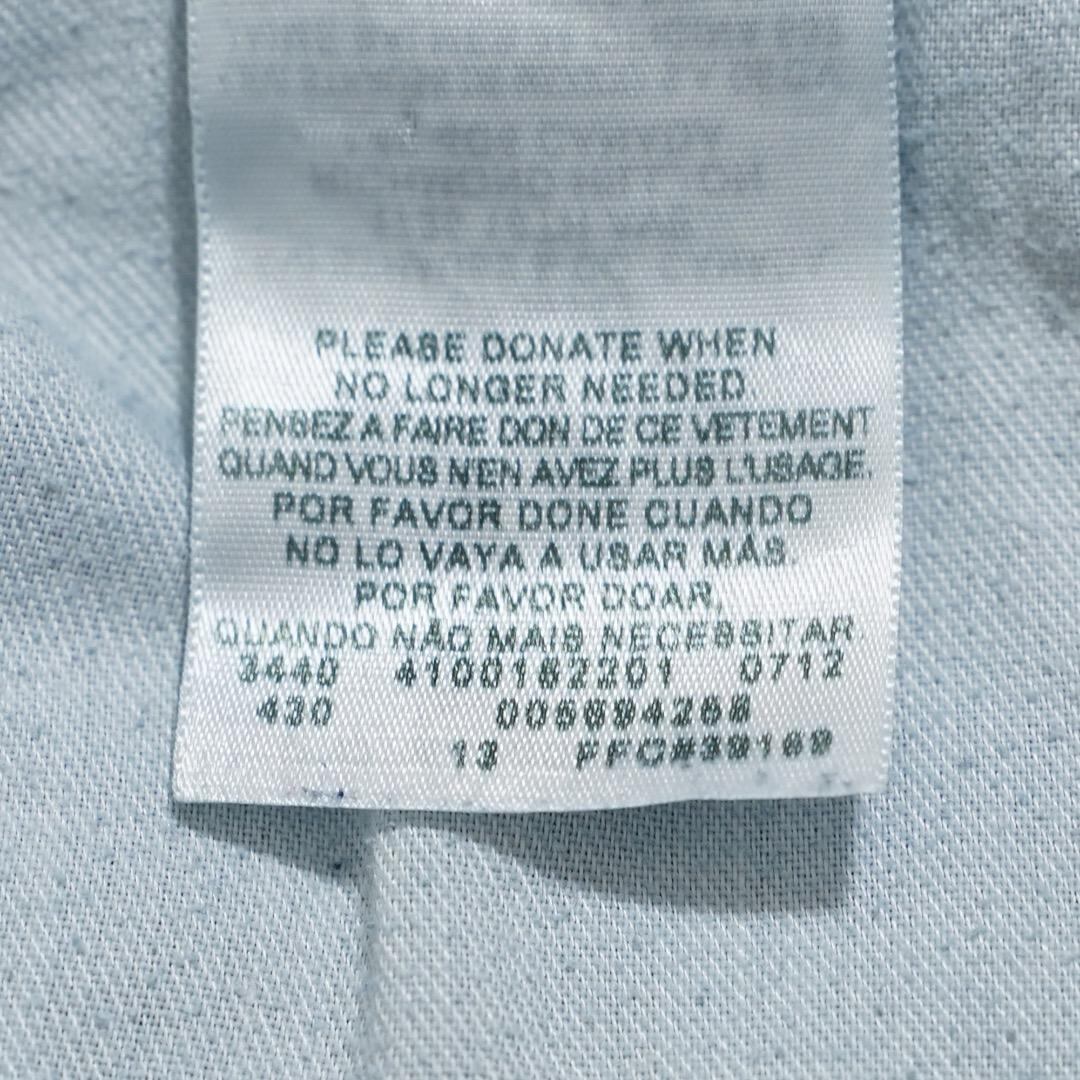 PLEASE DONATE WHEN
NO LONGER NEEDED
PENSEZ A FAIRE DON DE CE VETEMENT
QUAND VOUS N'EN AVEZ PLUS L'USAGE.
POR FAVOR DONE CUANDO
NO LO VAYA A USAR MÁS
POR FAVOR DOAR,
QUANDO NÃO MAIS NECESSITAR.
3440 4100162201 0712
430 005694268
13 FFC#39169